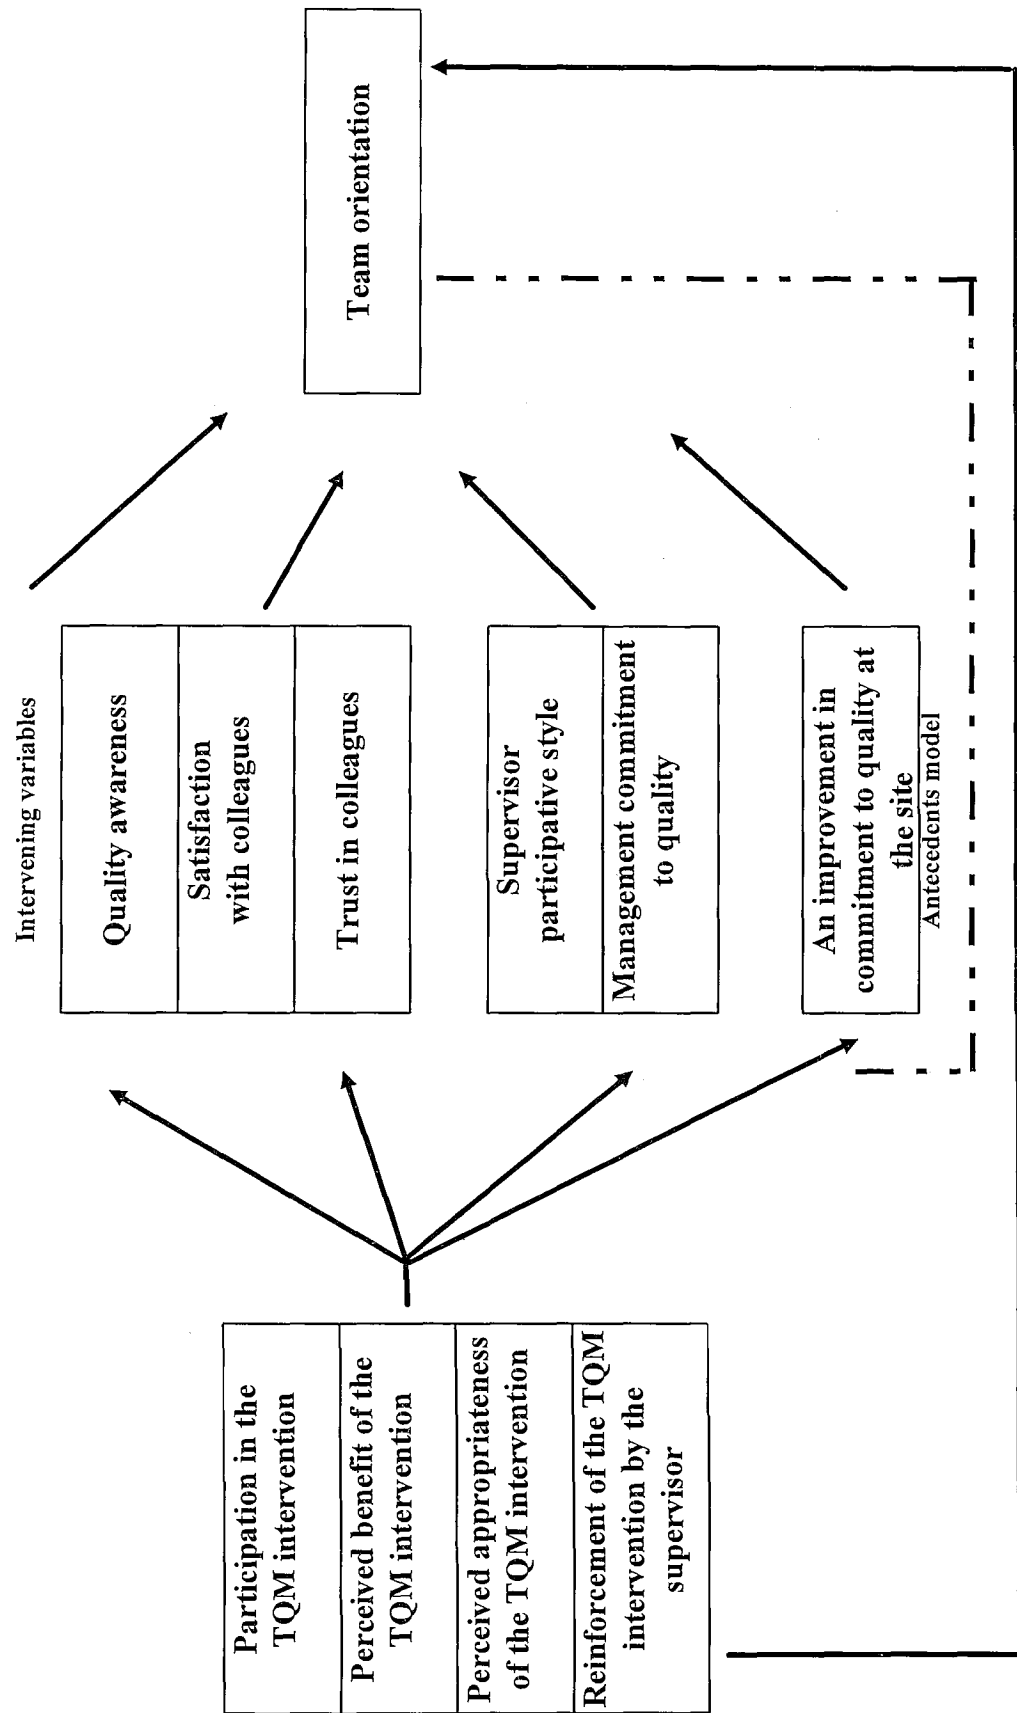 Participation in the
TQM intervention
Perceived benefit of the
TQM intervention
Perceived appropriateness
of the TQM intervention
Reinforcement of the TQM
intervention by the
supervisor
Intervening variables
Quality awareness
Satisfaction
with colleagues
Trust in colleagues
Supervisor
participative style
Management commitment
to quality
An improvement in
commitment to quality at
the site
Antecedents model
Team orientation